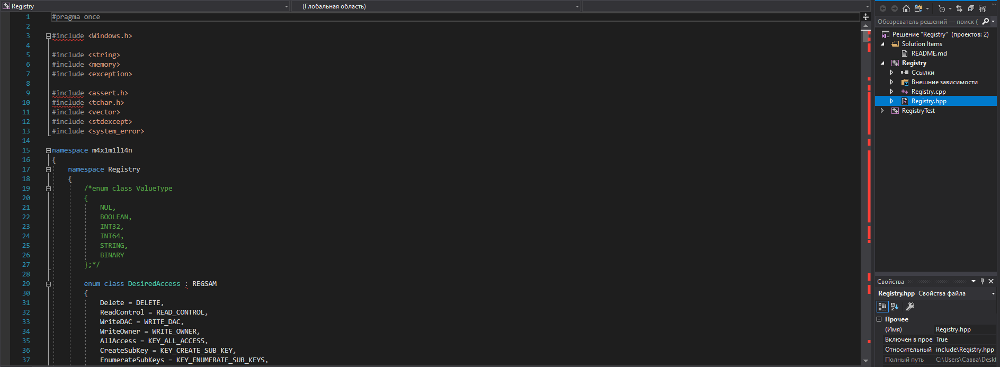 Registry
(Глобальная область)
1 #pragma once
2
3 #include <Windows.h>
4
5 #include <string>
6 #include <memory>
7 #include <exception>
8
9 #include <assert.h>
10 #include <tchar.h>
11 #include <vector>
12 #include <stdexcept>
13 #include <system_error>
14
15 namespace m4x1m1l14n
16 {
17 namespace Registry
18 {
19 /*enum class ValueType
20 {
21 NUL,
22 BOOLEAN,
23 INT32,
24 INT64,
25 STRING,
26 BINARY
27 };*/
28
29 enum class DesiredAccess : REGSAM
30 {
31 Delete = DELETE,
32 ReadControl = READ_CONTROL,
33 WriteDAC = WRITE_DAC,
34 WriteOwner = WRITE_OWNER,
35 AllAccess = KEY_ALL_ACCESS,
36 CreateSubKey = KEY_CREATE_SUB_KEY,
37 EnumerateSubKeys = KEY_ENUMERATE_SUB_KEYS,
Обозреватель решений — поиск (
Решение "Registry" (проектов: 2)
Solution Items
README.md
Registry
Ссылки
Внешние зависимости
Registry.cpp
Registry.hpp
RegistryTest
Свойства
Registry.hpp Свойства файла
Прочее
(Имя) Registry.hpp
Включен в прое True
Относительный include\Registry.hpp
Полный путь C:\Users\Савва\Deskt